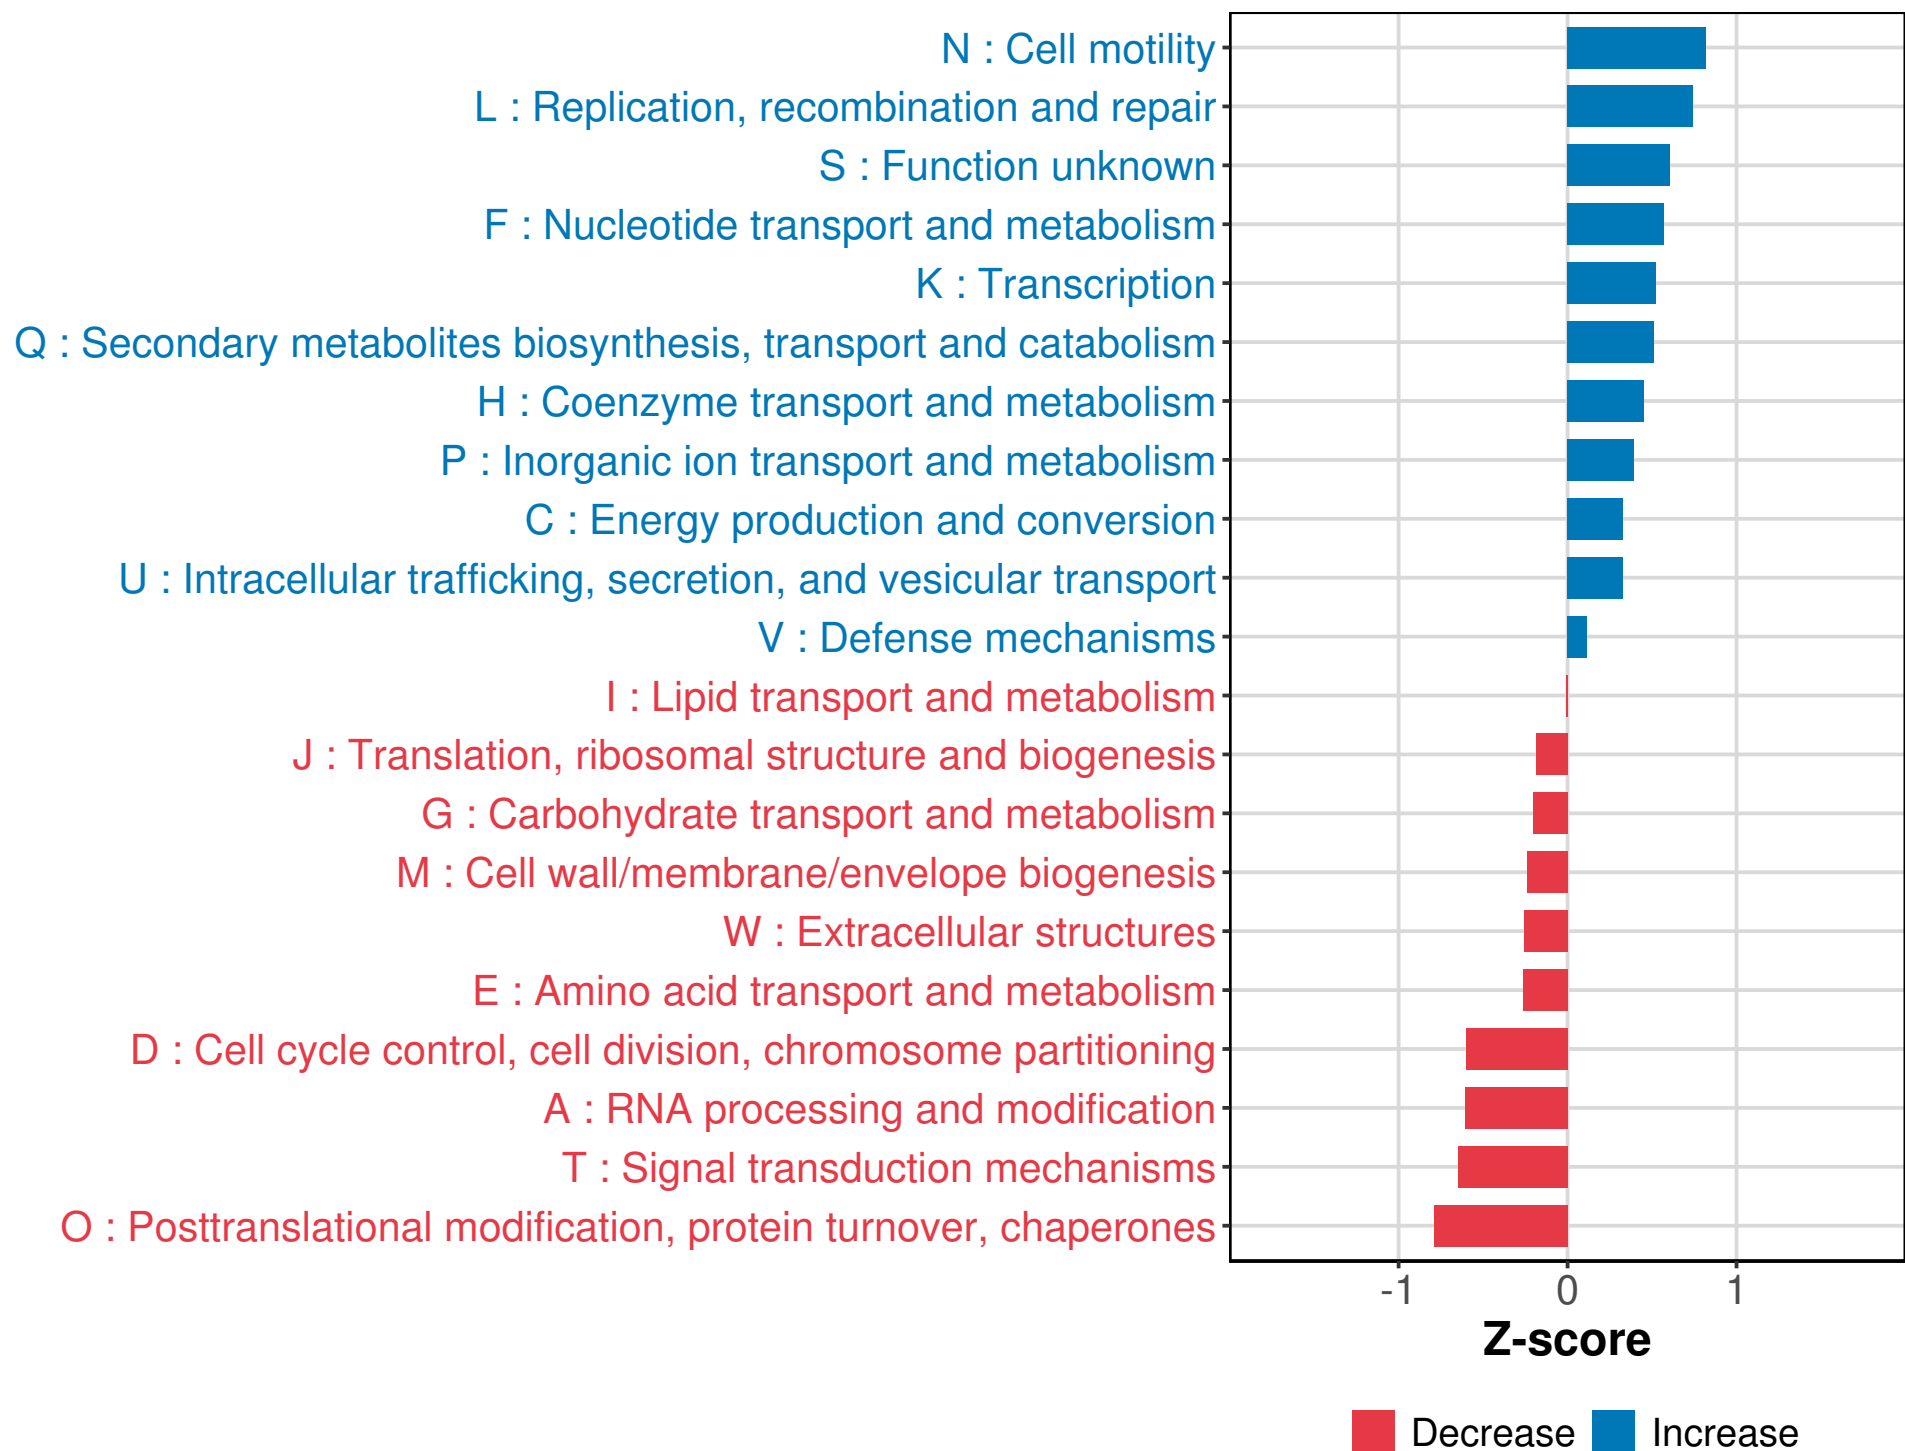 N : Cell motility
L : Replication, recombination and repair
S : Function unknown
F : Nucleotide transport and metabolism
K : Transcription
Q : Secondary metabolites biosynthesis, transport and catabolism
H : Coenzyme transport and metabolism
P : Inorganic ion transport and metabolism
C : Energy production and conversion
U : Intracellular trafficking, secretion, and vesicular transport
V : Defense mechanisms
I : Lipid transport and metabolism
J : Translation, ribosomal structure and biogenesis
G : Carbohydrate transport and metabolism
M : Cell wall/membrane/envelope biogenesis
W : Extracellular structures
E : Amino acid transport and metabolism
D : Cell cycle control, cell division, chromosome partitioning
A : RNA processing and modification
T : Signal transduction mechanisms
O : Posttranslational modification, protein turnover, chaperones
-1 0 1
Z-score
Decrease Increase